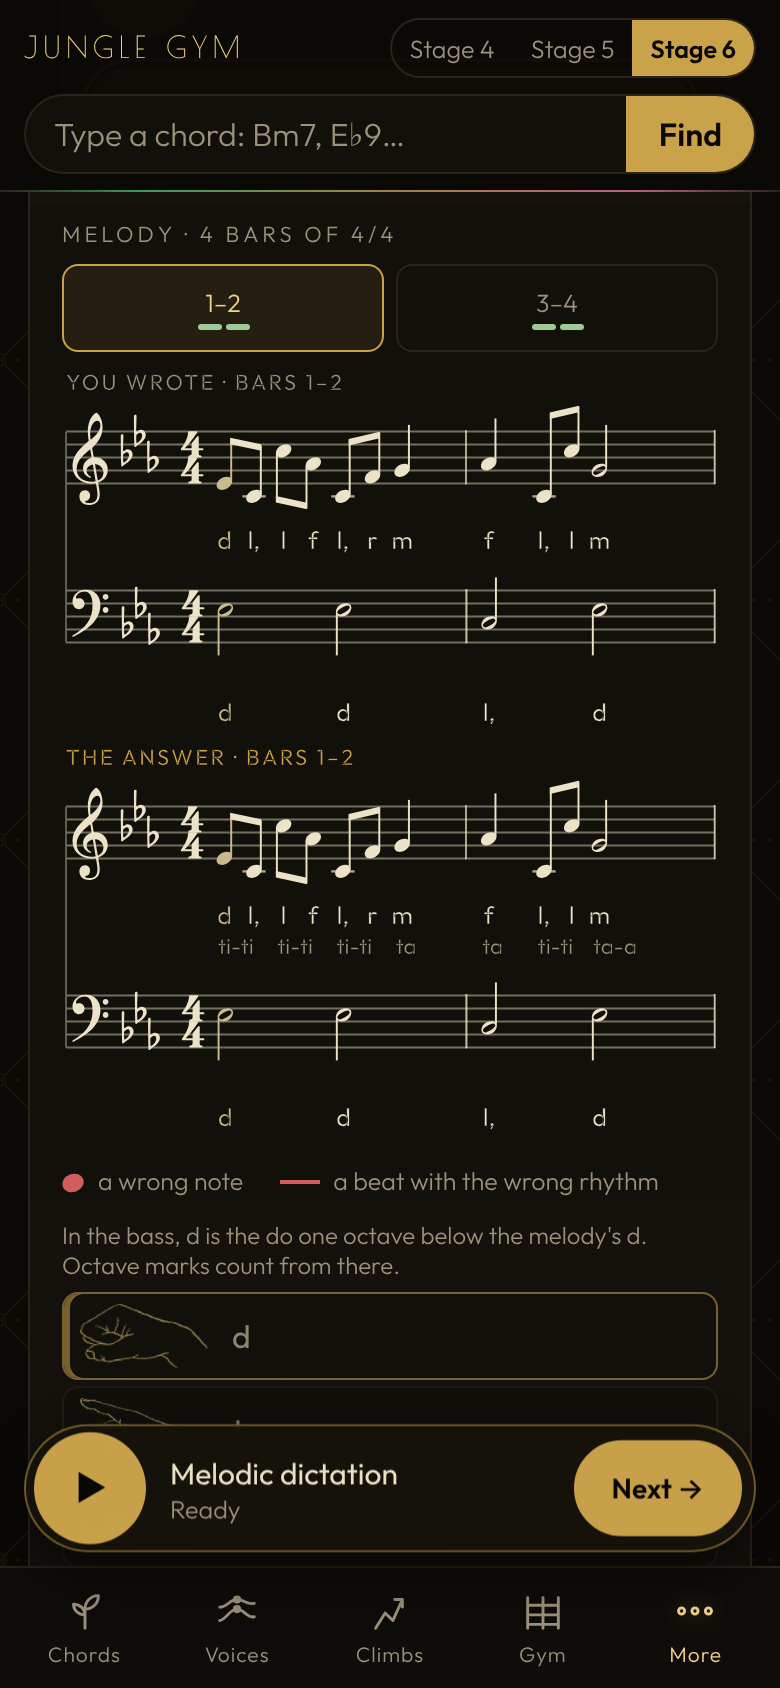 JUNGLE GYM
Stage 4 Stage 5 Stage 6
Type a chord: Bm7, E♭9... Find
MELODY · 4 BARS OF 4/4
1–2 3–4
YOU WROTE · BARS 1–2
d l, l f l, r m f l, l m
d d l, d
THE ANSWER · BARS 1–2
d l, l f l, r m f l, l m
ti-ti ti-ti ti-ti ta ta ti-ti ta-a
d d l, d
a wrong note a beat with the wrong rhythm
In the bass, d is the do one octave below the melody's d.
Octave marks count from there.
d
Melodic dictation
Ready
Next →
Chords Voices Climbs Gym More